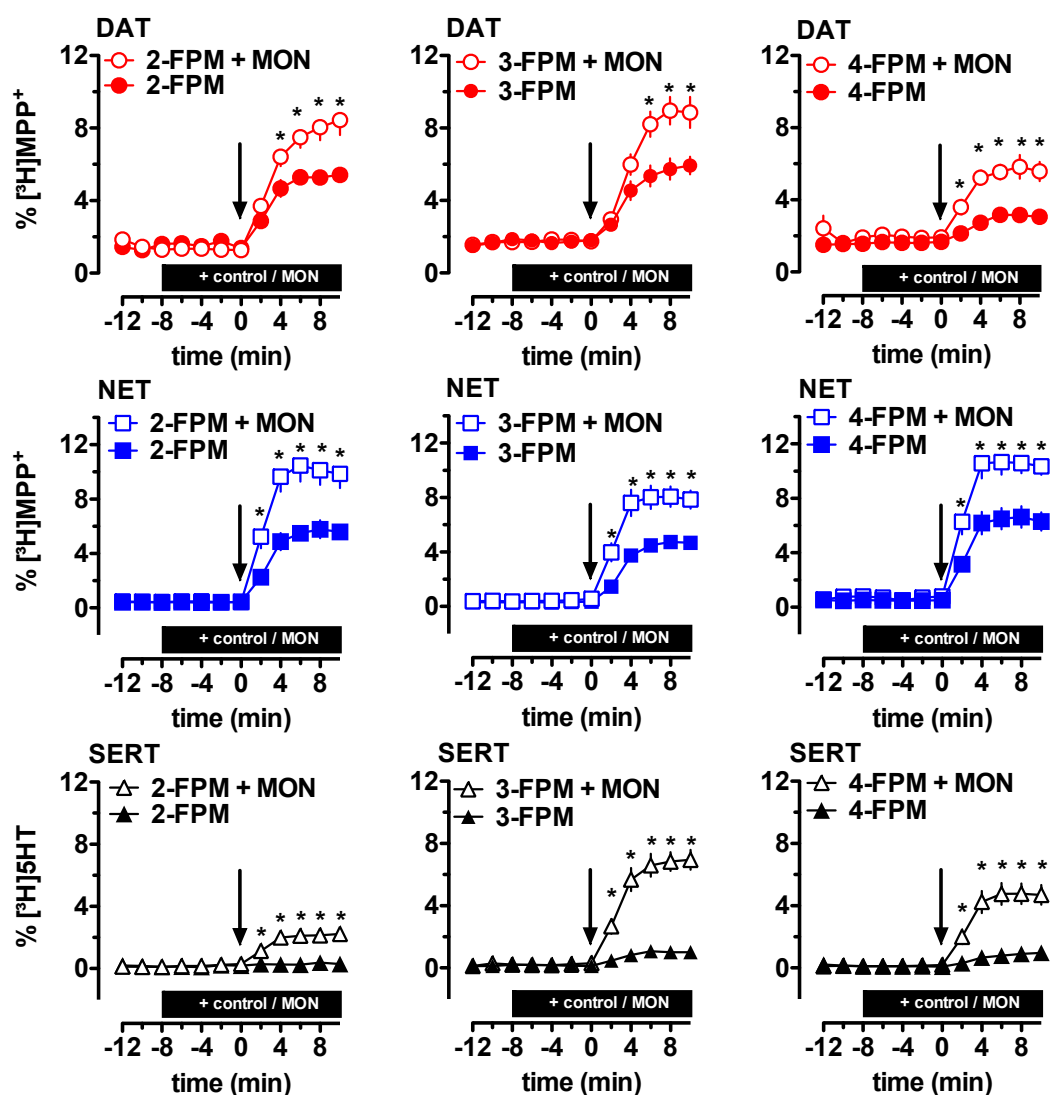 DAT DAT DAT
12 2-FPM + MON 12 3-FPM + MON 12 4-FPM + MON
2-FPM 3-FPM 4-FPM
* * * * * * * * * * * *
8 8 8
% [³H]MPP⁺
4 4 4
0 0 0
+ control / MON + control / MON + control / MON
-12 -8 -4 0 4 8 -12 -8 -4 0 4 8 -12 -8 -4 0 4 8
time (min) time (min) time (min)
NET NET NET
2-FPM + MON 3-FPM + MON 4-FPM + MON
12 2-FPM 12 3-FPM 12 4-FPM
* * * * * * * * * * * * * * *
8 8 8
% [³H]MPP⁺
4 4 4
0 0 0
+ control / MON + control / MON + control / MON
-12 -8 -4 0 4 8 -12 -8 -4 0 4 8 -12 -8 -4 0 4 8
time (min) time (min) time (min)
SERT SERT SERT
12 2-FPM + MON 12 3-FPM + MON 12 4-FPM + MON
2-FPM 3-FPM 4-FPM
8 8 8
* * * * * * * * * * * * * * *
% [³H]5HT
4 4 4
0 0 0
+ control / MON + control / MON + control / MON
-12 -8 -4 0 4 8 -12 -8 -4 0 4 8 -12 -8 -4 0 4 8
time (min) time (min) time (min)